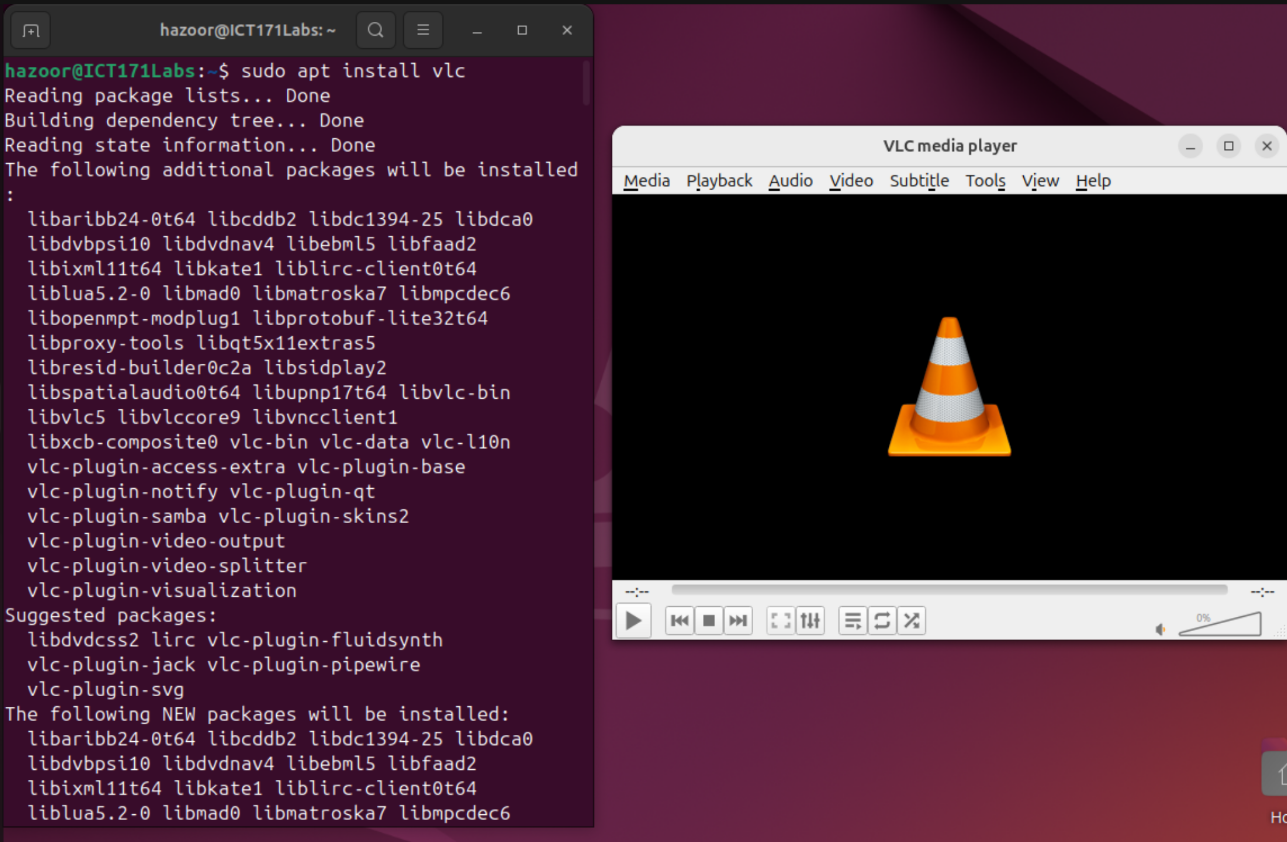 hazoor@ICT171Labs: ~
hazoor@ICT171Labs:~$ sudo apt install vlc
Reading package lists... Done
Building dependency tree... Done
Reading state information... Done
The following additional packages will be installed
:
libaribb24-0t64 libcddb2 libdc1394-25 libdca0
libdvbpsi10 libdvdnav4 libebml5 libfaad2
libixml11t64 libkate1 liblirc-client0t64
liblua5.2-0 libmad0 libmatroska7 libmpcdec6
libopenmpt-modplug1 libprotobuf-lite32t64
libproxy-tools libqt5x11extras5
libresid-builder0c2a libsidplay2
libspatialaudio0t64 libupnp17t64 libvlc-bin
libvlc5 libvlccore9 libvncclient1
libxcb-composite0 vlc-bin vlc-data vlc-l10n
vlc-plugin-access-extra vlc-plugin-base
vlc-plugin-notify vlc-plugin-qt
vlc-plugin-samba vlc-plugin-skins2
vlc-plugin-video-output
vlc-plugin-video-splitter
vlc-plugin-visualization
Suggested packages:
libdvdcss2 lirc vlc-plugin-fluidsynth
vlc-plugin-jack vlc-plugin-pipewire
vlc-plugin-svg
The following NEW packages will be installed:
libaribb24-0t64 libcddb2 libdc1394-25 libdca0
libdvbpsi10 libdvdnav4 libebml5 libfaad2
libixml11t64 libkate1 liblirc-client0t64
liblua5.2-0 libmad0 libmatroska7 libmpcdec6
VLC media player
Media Playback Audio Video Subtitle Tools View Help
--:-- --:--
0%